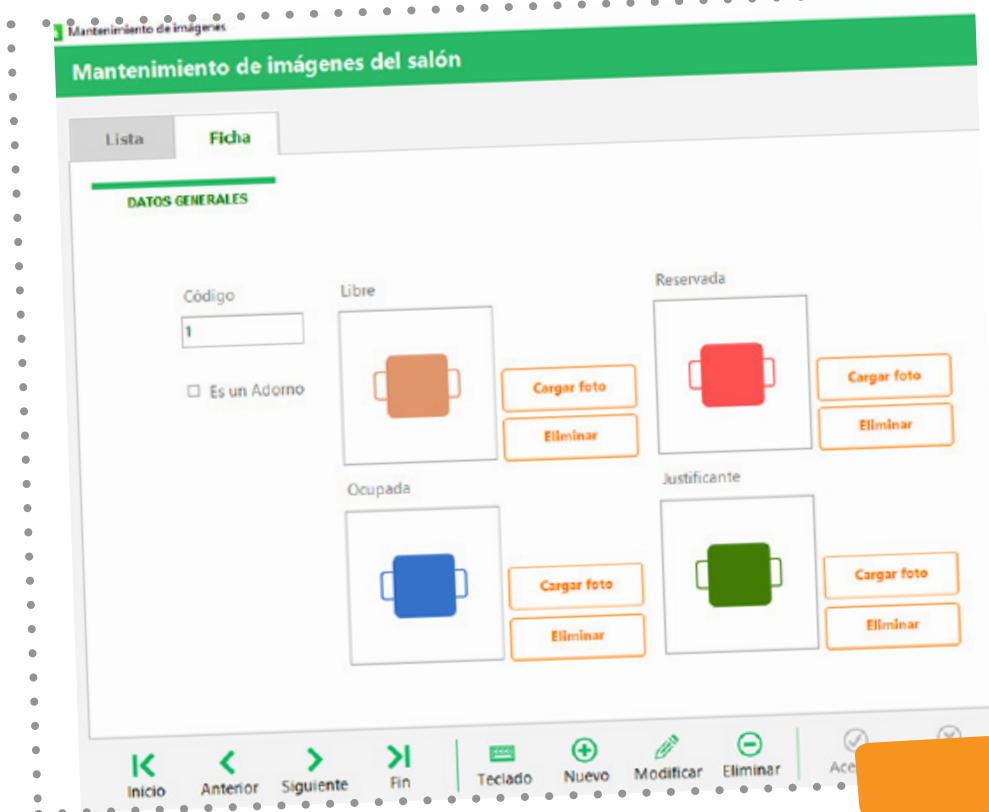 Mantenimiento de imágenes
Mantenimiento de imágenes del salón
Lista
Ficha
DATOS GENERALES
Código
1
Es un Adorno
Libre
Cargar foto
Eliminar
Reservada
Cargar foto
Eliminar
Ocupada
Cargar foto
Eliminar
Justificante
Cargar foto
Eliminar
Inicio
Anterior
Siguiente
Fin
Teclado
Nuevo
Modificar
Eliminar